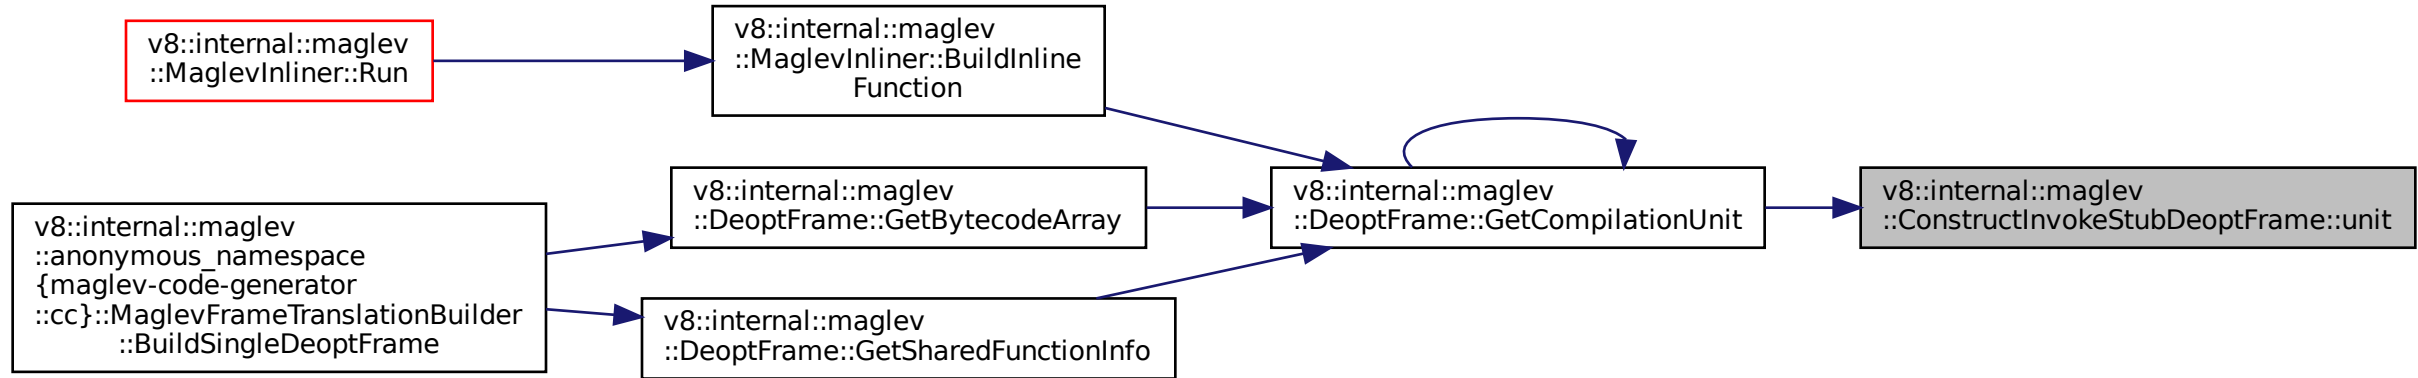 v8::internal::maglev
::MaglevInliner::Run
v8::internal::maglev
::MaglevInliner::BuildInline
Function
v8::internal::maglev
::anonymous_namespace
{maglev-code-generator
::cc}::MaglevFrameTranslationBuilder
::BuildSingleDeoptFrame
v8::internal::maglev
::DeoptFrame::GetBytecodeArray
v8::internal::maglev
::DeoptFrame::GetSharedFunctionInfo
v8::internal::maglev
::DeoptFrame::GetCompilationUnit
v8::internal::maglev
::ConstructInvokeStubDeoptFrame::unit